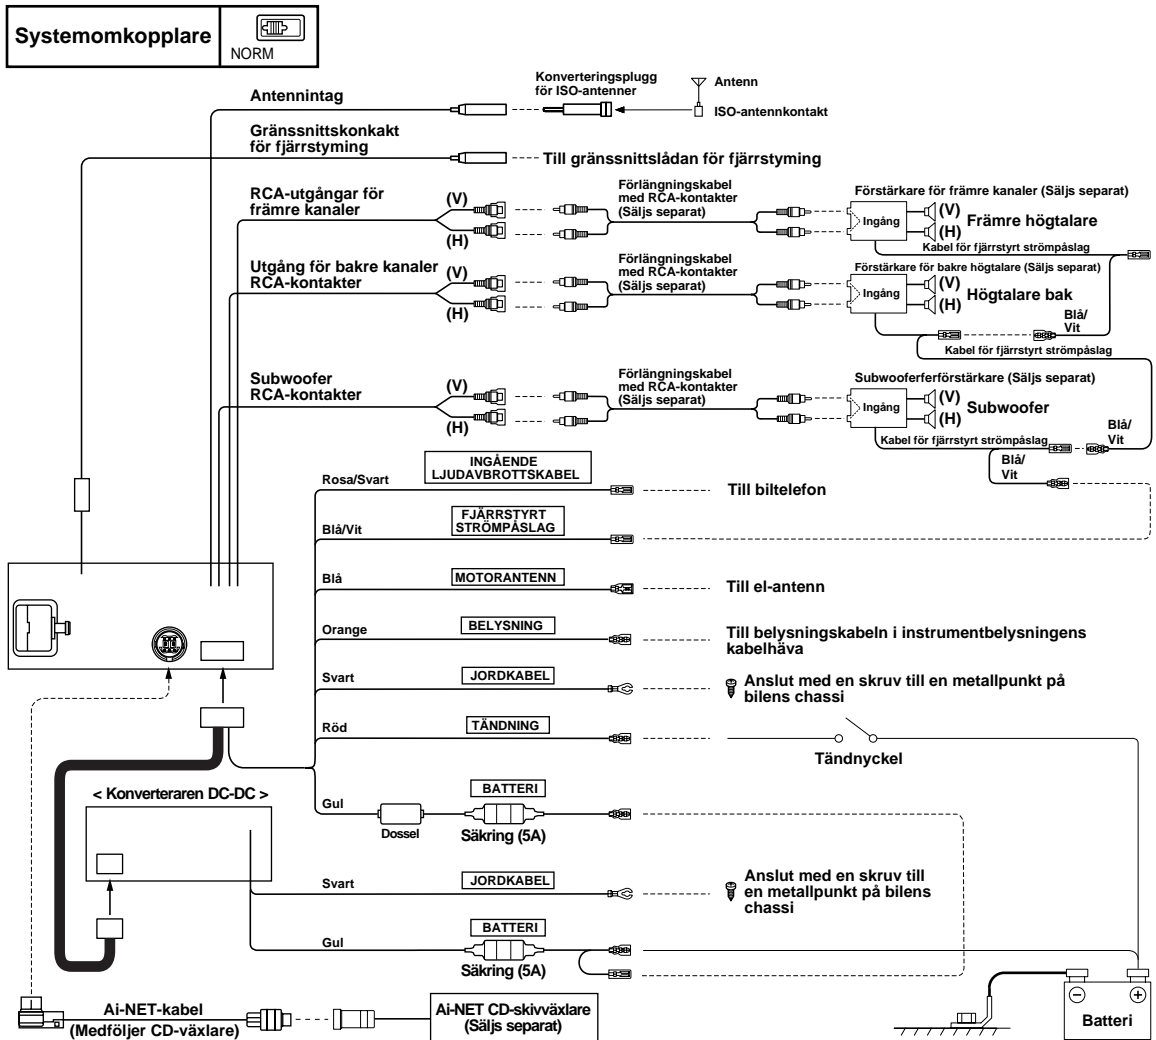 Systemomkopplare
NORM
Antennintag
Konverteringsplugg
för ISO-antenner
Antenn
ISO-antennkontakt
Gränssnittskonkakt
för fjärrstyming
Till gränssnittslådan för fjärrstyming
RCA-utgångar för
främre kanaler
(V)
(H)
Förlängningskabel
med RCA-kontakter
(Säljs separat)
Förstärkare för främre kanaler (Säljs separat)
Ingång
(V)
(H)
Främre högtalare
Kabel för fjärrstyrt strömpåslag
Utgång för bakre kanaler
RCA-kontakter
(V)
(H)
Förlängningskabel
med RCA-kontakter
(Säljs separat)
Förstärkare för bakre högtalare (Säljs separat)
Ingång
(V)
(H)
Högtalare bak
Blå/
Vit
Kabel för fjärrstyrt strömpåslag
Subwoofer
RCA-kontakter
(V)
(H)
Förlängningskabel
med RCA-kontakter
(Säljs separat)
Subwooferferförstärkare (Säljs separat)
Ingång
(V)
(H)
Subwoofer
Blå/
Vit
Kabel för fjärrstyrt strömpåslag
Blå/
Vit
Rosa/Svart
INGÅENDE
LJUDAVBROTTSKABEL
Till biltelefon
Blå/Vit
FJÄRRSTYRT
STRÖMPÅSLAG
Blå
MOTORANTENN
Till el-antenn
Orange
BELYSNING
Till belysningskabeln i instrumentbelysningens
kabelhäva
Svart
JORDKABEL
Anslut med en skruv till en metallpunkt på
bilens chassi
Röd
TÄNDNING
Tändnyckel
< Konverteraren DC-DC >
Gul
Dossel
BATTERI
Säkring (5A)
Svart
JORDKABEL
Anslut med en skruv till
en metallpunkt på bilens
chassi
Gul
BATTERI
Säkring (5A)
Ai-NET-kabel
(Medföljer CD-växlare)
Ai-NET CD-skivväxlare
(Säljs separat)
Batteri